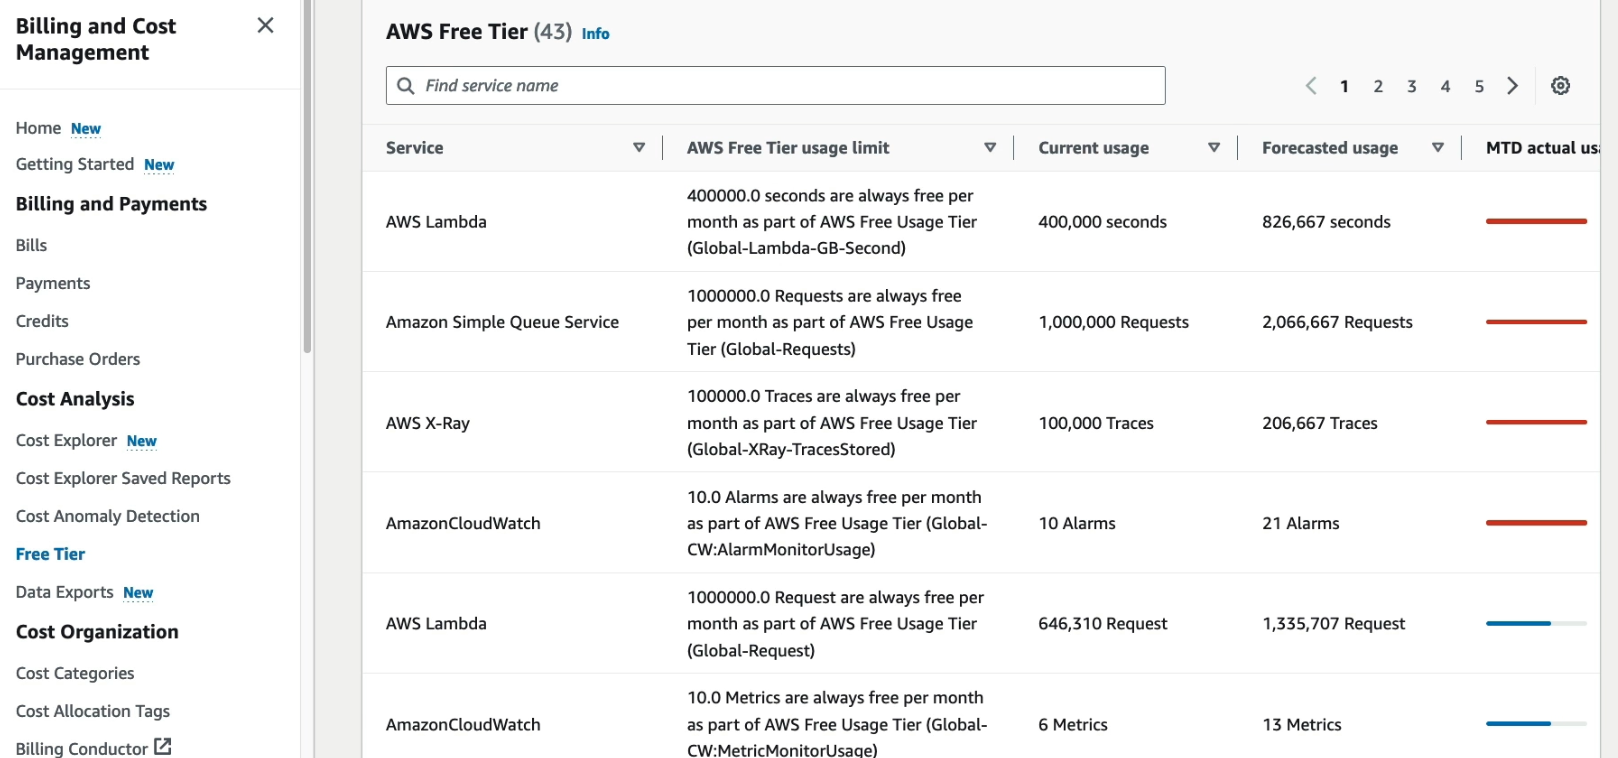 Billing and Cost
Management
Home New
Getting Started New
Billing and Payments
Bills
Payments
Credits
Purchase Orders
Cost Analysis
Cost Explorer New
Cost Explorer Saved Reports
Cost Anomaly Detection
Free Tier
Data Exports New
Cost Organization
Cost Categories
Cost Allocation Tags
Billing Conductor
AWS Free Tier (43) Info
Find service name
1 2 3 4 5
Service AWS Free Tier usage limit Current usage Forecasted usage MTD actual usa
400000.0 seconds are always free per
AWS Lambda month as part of AWS Free Usage Tier 400,000 seconds 826,667 seconds
(Global-Lambda-GB-Second)
1000000.0 Requests are always free
Amazon Simple Queue Service per month as part of AWS Free Usage 1,000,000 Requests 2,066,667 Requests
Tier (Global-Requests)
100000.0 Traces are always free per
AWS X-Ray month as part of AWS Free Usage Tier 100,000 Traces 206,667 Traces
(Global-XRay-TracesStored)
10.0 Alarms are always free per month
AmazonCloudWatch as part of AWS Free Usage Tier (Global- 10 Alarms 21 Alarms
CW:AlarmMonitorUsage)
1000000.0 Request are always free per
AWS Lambda month as part of AWS Free Usage Tier 646,310 Request 1,335,707 Request
(Global-Request)
10.0 Metrics are always free per month
AmazonCloudWatch as part of AWS Free Usage Tier (Global- 6 Metrics 13 Metrics
CW:MetricMonitorUsage)